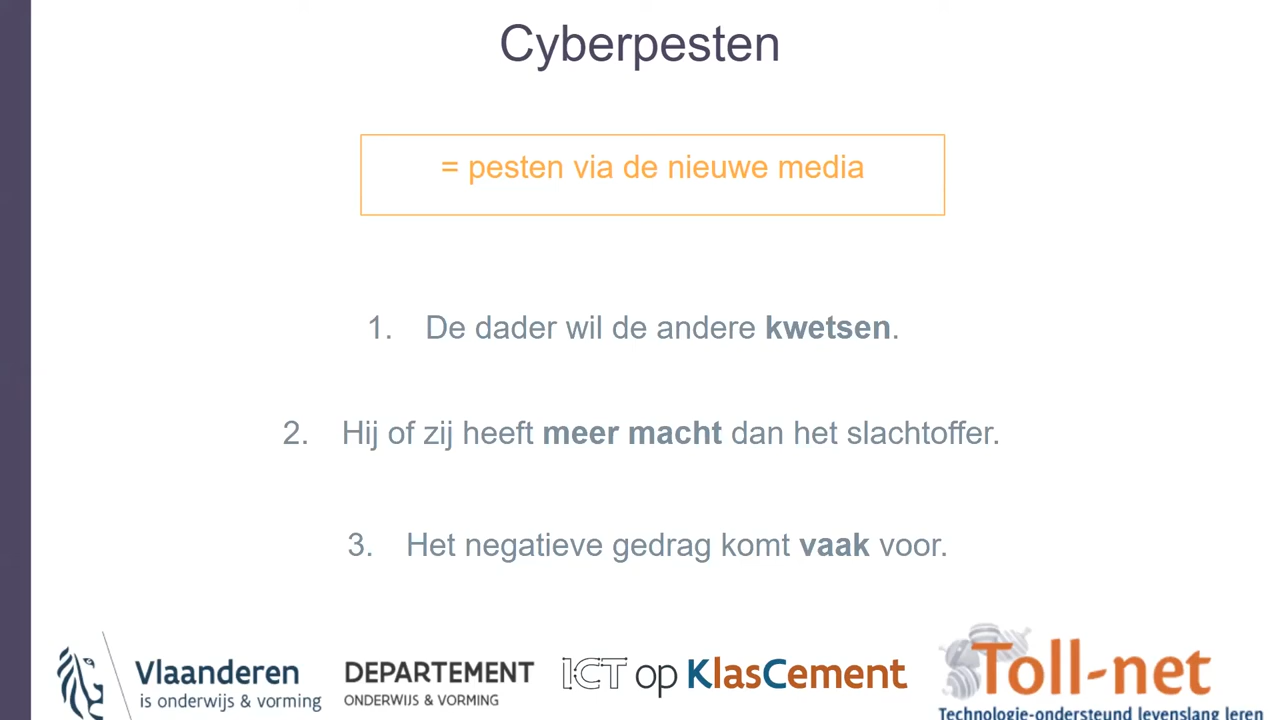 Cyberpesten
= pesten via de nieuwe media
1. De dader wil de andere kwetsen.
2. Hij of zij heeft meer macht dan het slachtoffer.
3. Het negatieve gedrag komt vaak voor.
Vlaanderen
is onderwijs & vorming
DEPARTEMENT
ONDERWIJS & VORMING
ICT op KlasCement
Toll-net
Technologie-ondersteund levenslang leren